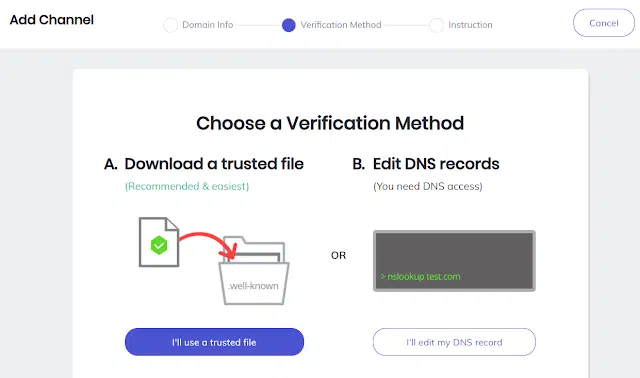 Add Channel
Domain Info
Verification Method
Instruction
Cancel
Choose a Verification Method
A. Download a trusted file
(Recommended & easiest)
.well-known
I'll use a trusted file
OR
B. Edit DNS records
(You need DNS access)
> nslookup test.com
I'll edit my DNS record